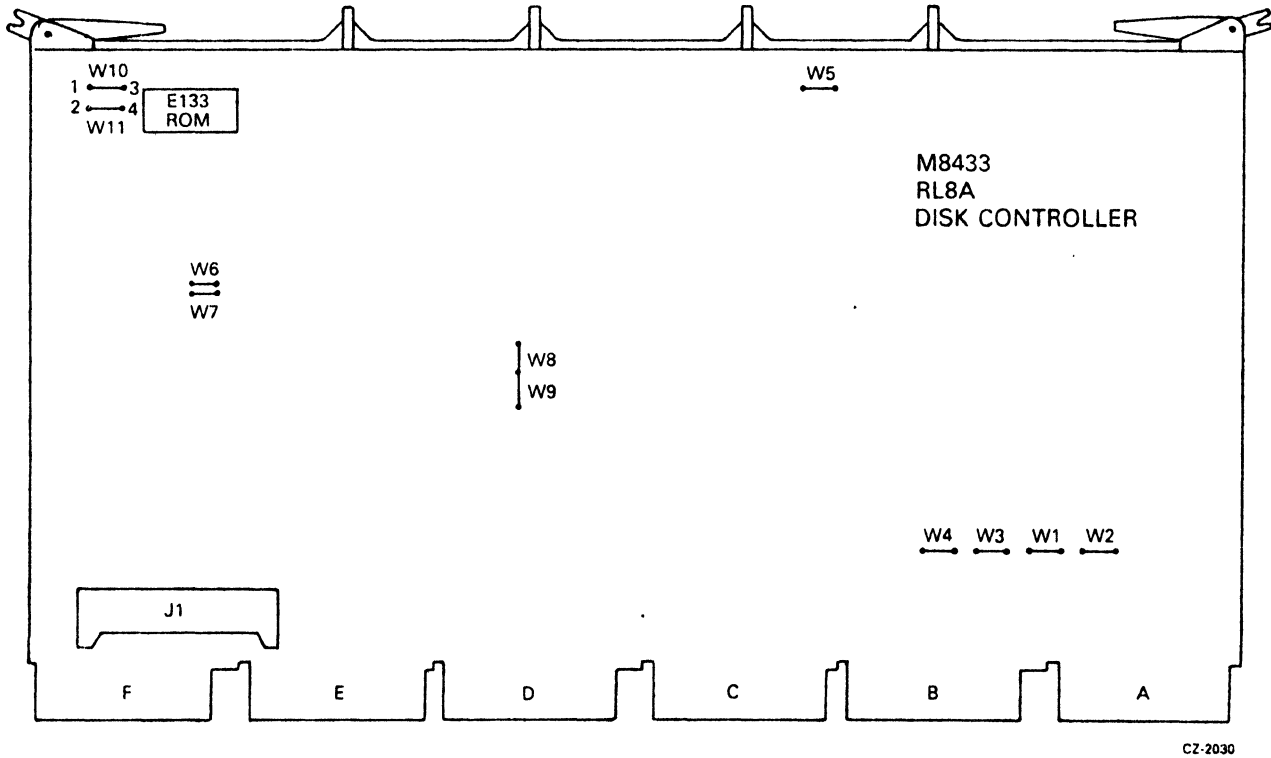 W10
1 3
2 4
W11
E133
ROM
W5
M8433
RL8A
DISK CONTROLLER
W6
W7
W8
W9
W4 W3 W1 W2
J1
F E D C B A
CZ-2030